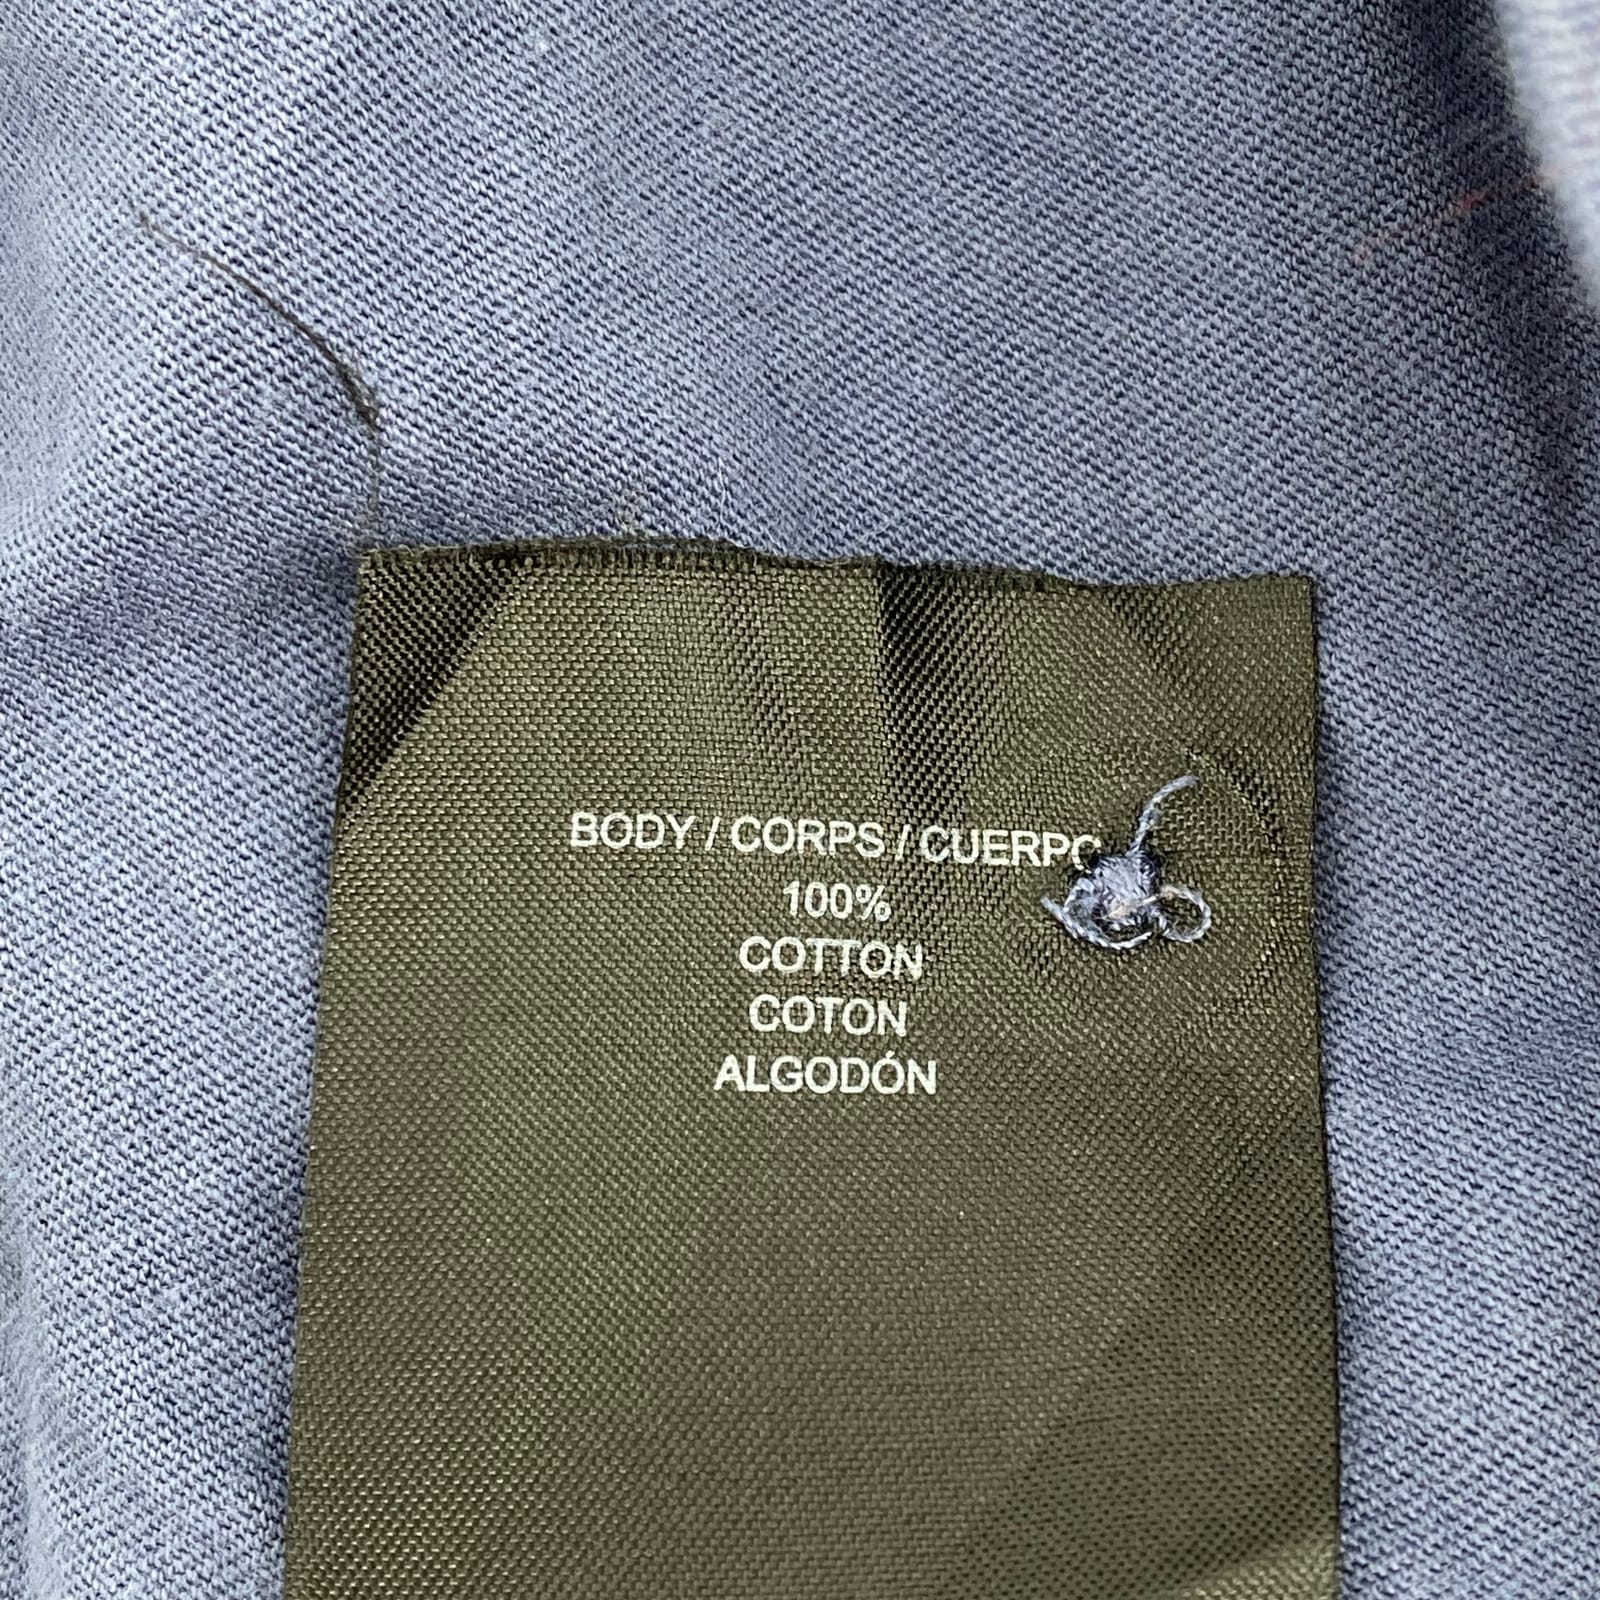 BODY / CORPS / CUERPO
100%
COTTON
COTON
ALGODÓN